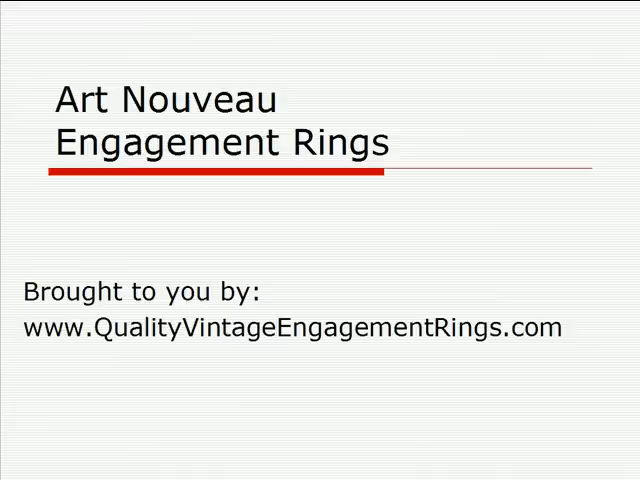 Art Nouveau
Engagement Rings
Brought to you by:
www.QualityVintageEngagementRings.com